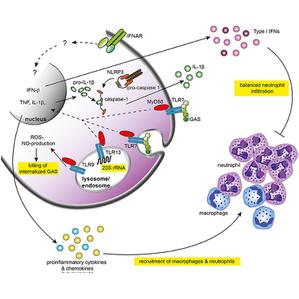 ?
IFNAR
Type I IFNs
?
IL-1β
NLRP3
pro-IL-1β
pro-caspase-1
IFN-β
TNF, IL-1β,
caspase-1
nucleus
MyD88
TLR?
GAS
balanced neutrophil
infiltration
ROS-,
NO-production
TLR7
TLR13
killing of
internalized GAS
TLR9
23S rRNA
lysosome/
endosome
neutrophil
macrophage
proinflammatory cytokines
& chemokines
recruitment of macrophages & neutrophils